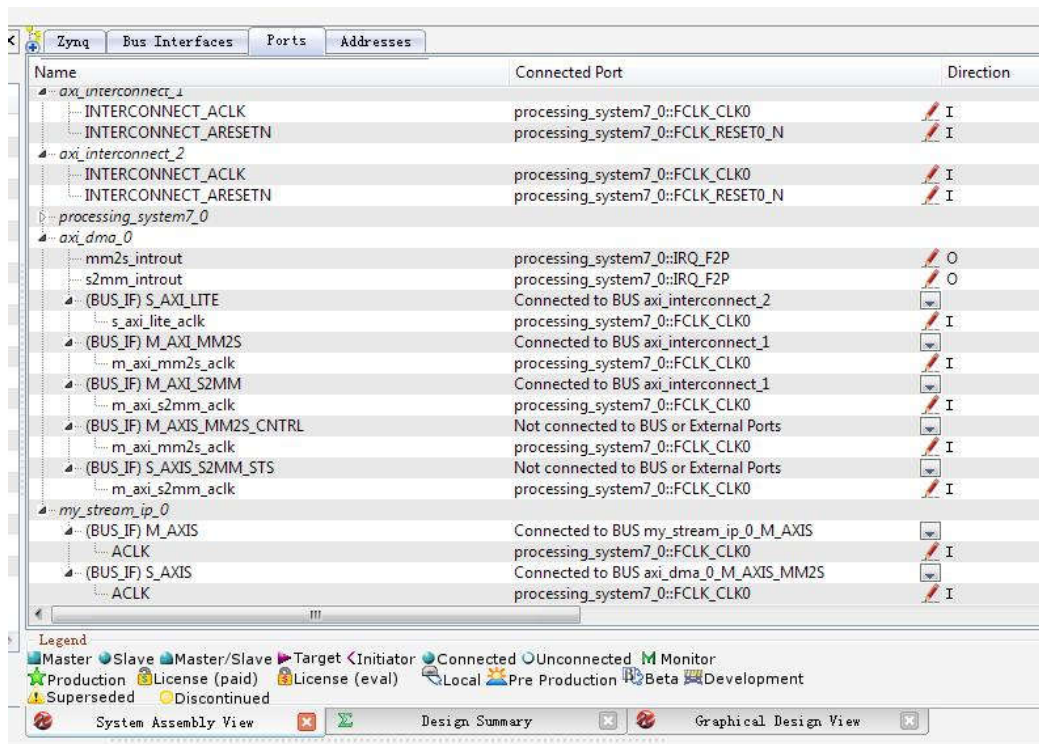 Zynq Bus Interfaces Ports Addresses
Name Connected Port Direction
axi_interconnect_1
INTERCONNECT_ACLK processing_system7_0::FCLK_CLK0 I
INTERCONNECT_ARESETN processing_system7_0::FCLK_RESET0_N I
axi_interconnect_2
INTERCONNECT_ACLK processing_system7_0::FCLK_CLK0 I
INTERCONNECT_ARESETN processing_system7_0::FCLK_RESET0_N I
processing_system7_0
axi_dma_0
mm2s_introut processing_system7_0::IRQ_F2P O
s2mm_introut processing_system7_0::IRQ_F2P O
(BUS_IF) S_AXI_LITE Connected to BUS axi_interconnect_2
s_axi_lite_aclk processing_system7_0::FCLK_CLK0 I
(BUS_IF) M_AXI_MM2S Connected to BUS axi_interconnect_1
m_axi_mm2s_aclk processing_system7_0::FCLK_CLK0 I
(BUS_IF) M_AXI_S2MM Connected to BUS axi_interconnect_1
m_axi_s2mm_aclk processing_system7_0::FCLK_CLK0 I
(BUS_IF) M_AXIS_MM2S_CNTRL Not connected to BUS or External Ports
m_axi_mm2s_aclk processing_system7_0::FCLK_CLK0 I
(BUS_IF) S_AXIS_S2MM_STS Not connected to BUS or External Ports
m_axi_s2mm_aclk processing_system7_0::FCLK_CLK0 I
my_stream_ip_0
(BUS_IF) M_AXIS Connected to BUS my_stream_ip_0_M_AXIS
ACLK processing_system7_0::FCLK_CLK0 I
(BUS_IF) S_AXIS Connected to BUS axi_dma_0_M_AXIS_MM2S
ACLK processing_system7_0::FCLK_CLK0 I
Legend
Master Slave Master/Slave Target Initiator Connected Unconnected M Monitor
Production License (paid) License (eval) Local Pre Production Beta Development
Superseded Discontinued
System Assembly View Design Summary Graphical Design View